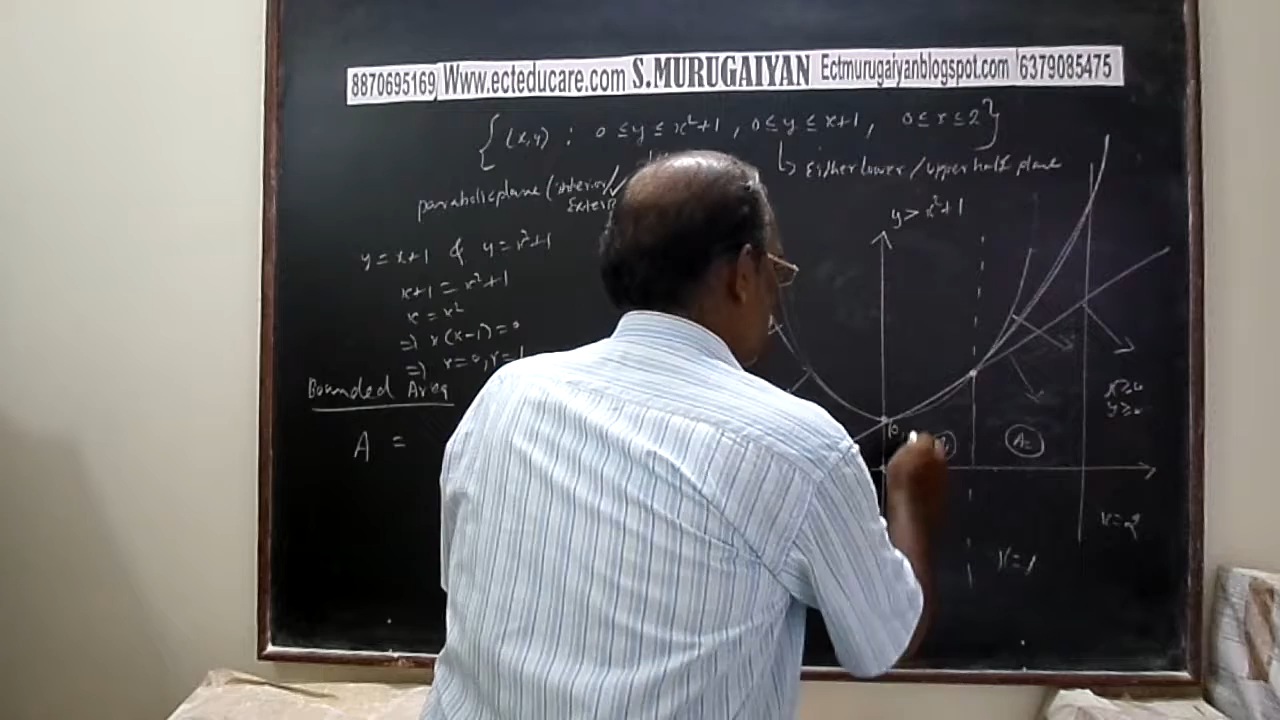 8870695169 Www.ecteducare.com S.MURUGAIYAN Ectmurugaiyanblogspot.com 6379085475
{(x,y) : 0 ≤ y ≤ x²+1 , 0 ≤ y ≤ x+1 , 0 ≤ x ≤ 2}
↳ Either lower / upper half plane
parabolic plane (interior/
y > x²+1
y = x+1 & y = x²+1
x+1 = x²+1
x = x²
⇒ x(x-1) = 0
⇒ x=0, x=1
Bounded Area
A =
x≥0
x=2
x=1